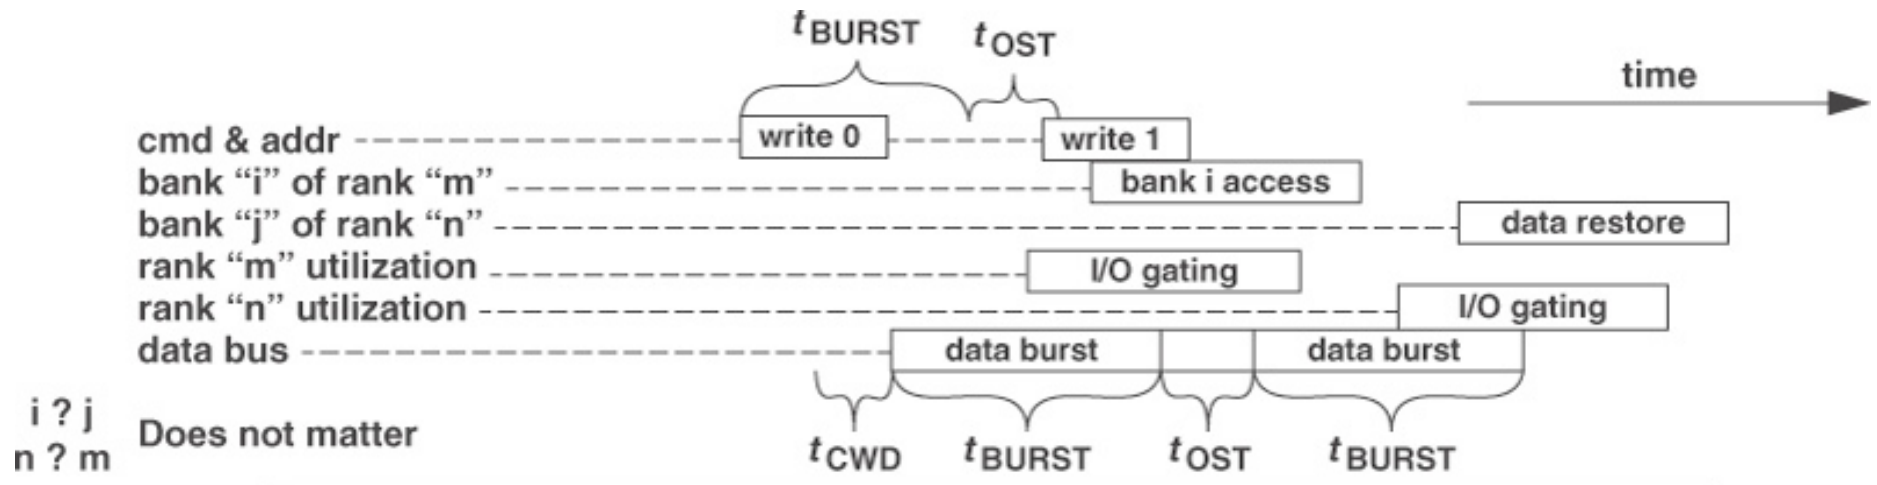 tBURST tOST
time
cmd & addr write 0 write 1
bank “i” of rank “m” bank i access
bank “j” of rank “n” data restore
rank “m” utilization I/O gating
rank “n” utilization I/O gating
data bus data burst data burst
i ? j
n ? m
Does not matter
tCWD tBURST tOST tBURST